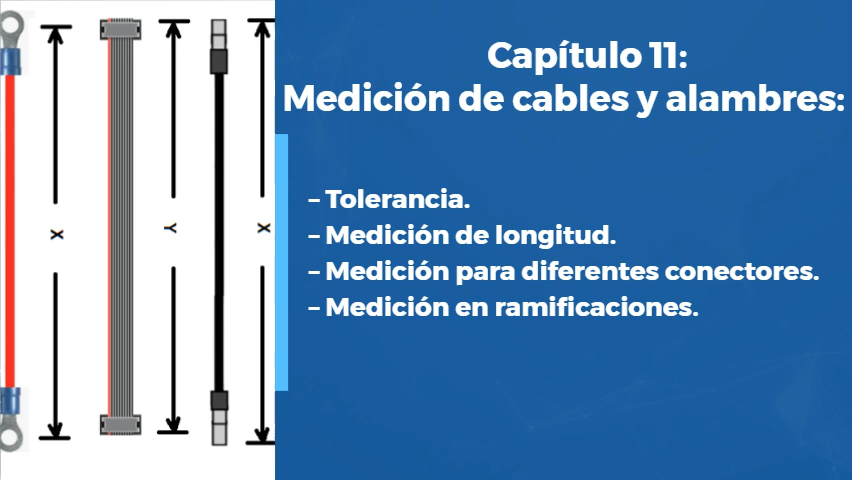 Capítulo 11:
Medición de cables y alambres:
- Tolerancia.
- Medición de longitud.
- Medición para diferentes conectores.
- Medición en ramificaciones.
X
Y
X